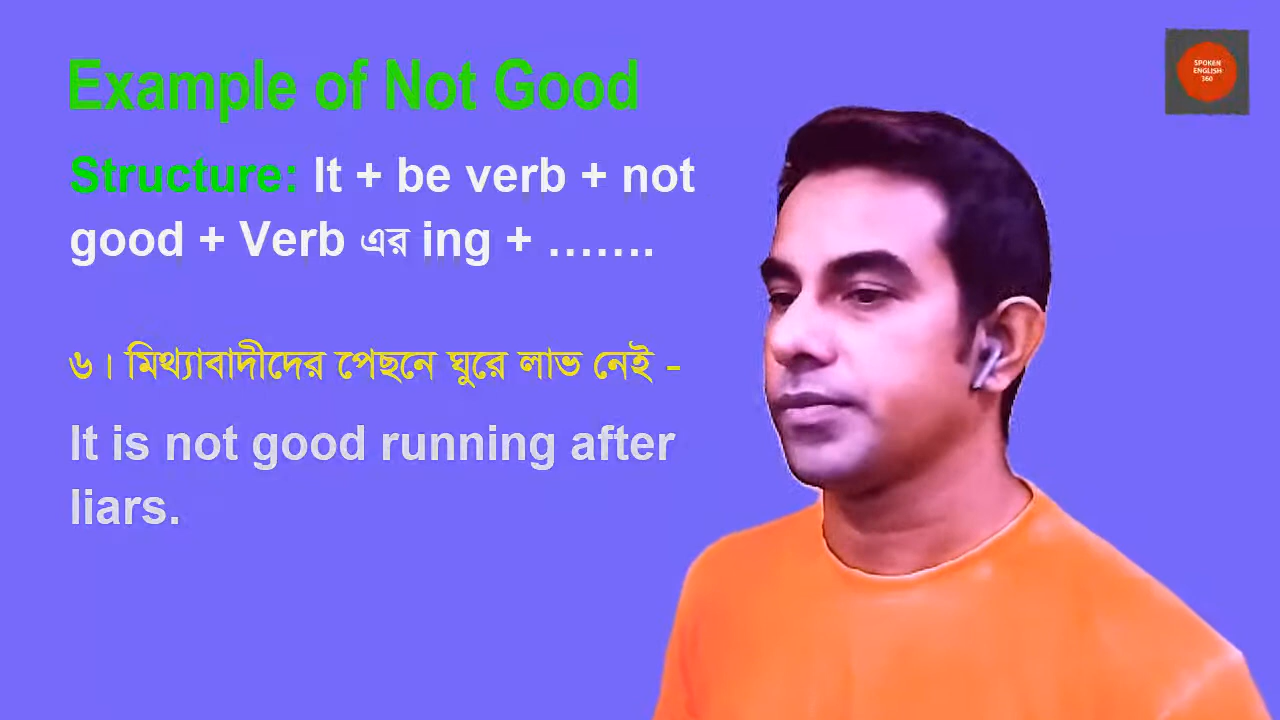 SPOKEN
ENGLISH
360
Example of Not Good
Structure: It + be verb + not
good + Verb এর ing + …….
৬। মিথ্যাবাদীদের পেছনে ঘুরে লাভ নেই -
It is not good running after
liars.